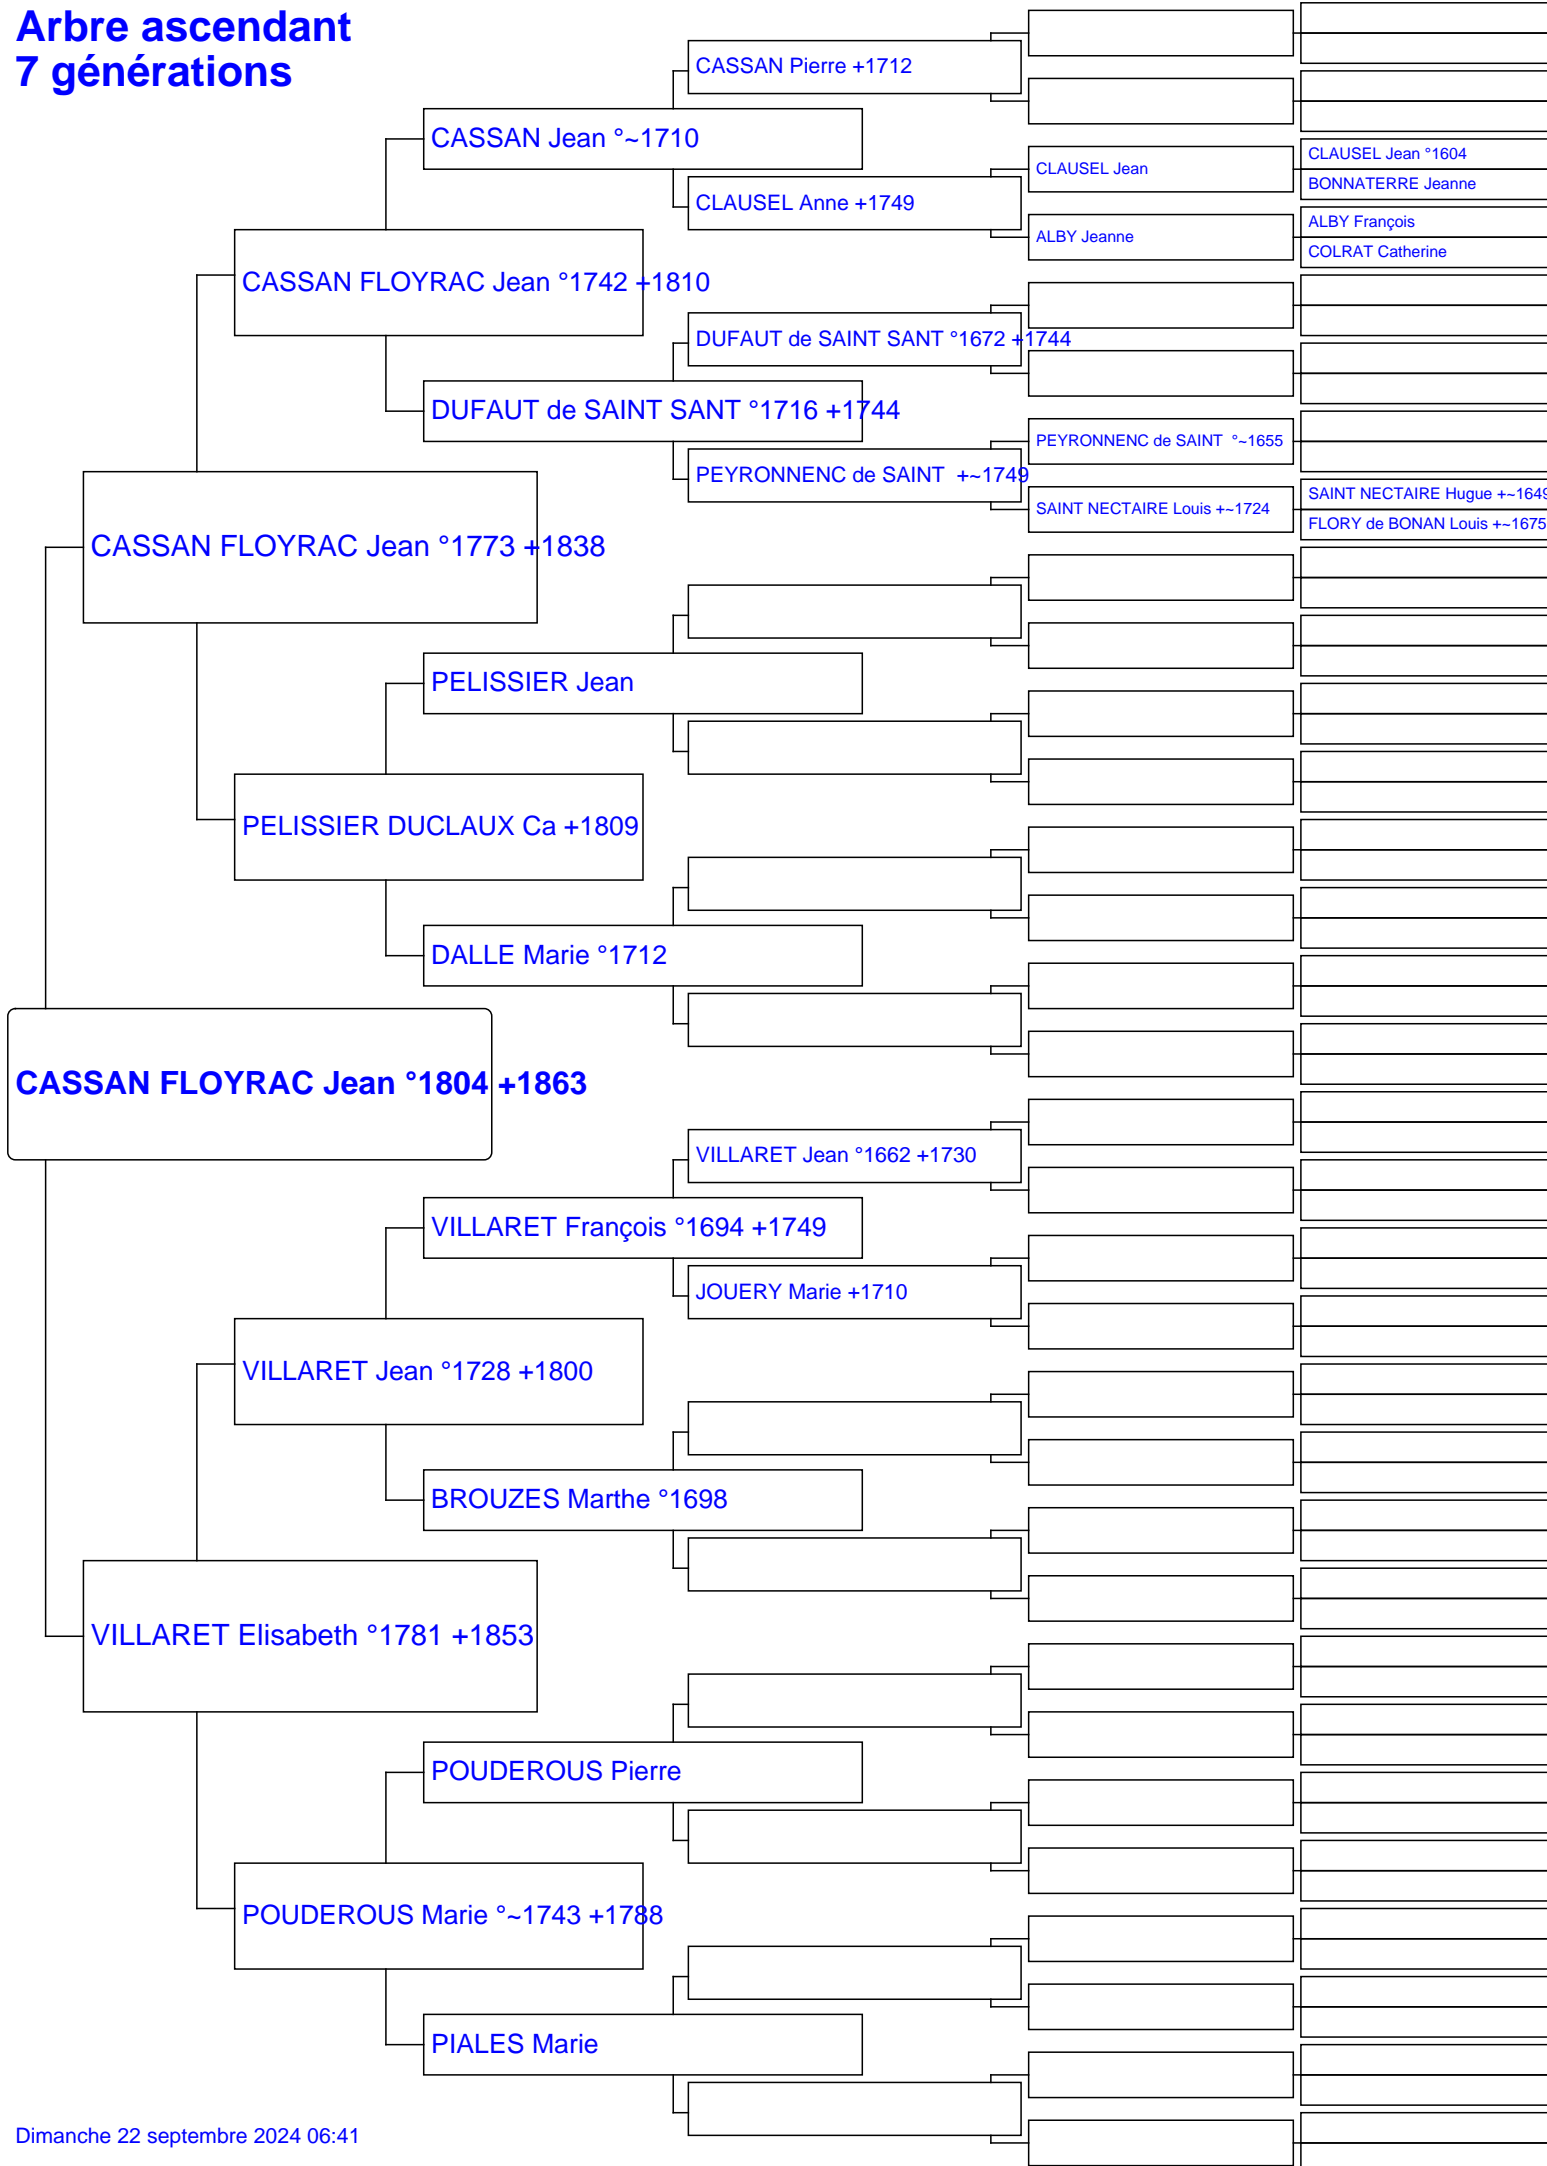 Arbre ascendant
7 générations
CASSAN Pierre +1712
CASSAN Jean °~1710
CLAUSEL Jean °1604
CLAUSEL Jean
BONNATERRE Jeanne
CLAUSEL Anne +1749
ALBY François
ALBY Jeanne
COLRAT Catherine
CASSAN FLOYRAC Jean °1742 +1810
DUFAUT de SAINT SANT °1672 +1744
DUFAUT de SAINT SANT °1716 +1744
PEYRONNENC de SAINT  °~1655
PEYRONNENC de SAINT  +~1749
SAINT NECTAIRE Hugue +~1649
SAINT NECTAIRE Louis +~1724
FLORY de BONAN Louis +~1675
CASSAN FLOYRAC Jean °1773 +1838
PELISSIER Jean
PELISSIER DUCLAUX Ca +1809
DALLE Marie °1712
CASSAN FLOYRAC Jean °1804 +1863
VILLARET Jean °1662 +1730
VILLARET François °1694 +1749
JOUERY Marie +1710
VILLARET Jean °1728 +1800
BROUZES Marthe °1698
VILLARET Elisabeth °1781 +1853
POUDEROUS Pierre
POUDEROUS Marie °~1743 +1788
PIALES Marie
Dimanche 22 septembre 2024 06:41